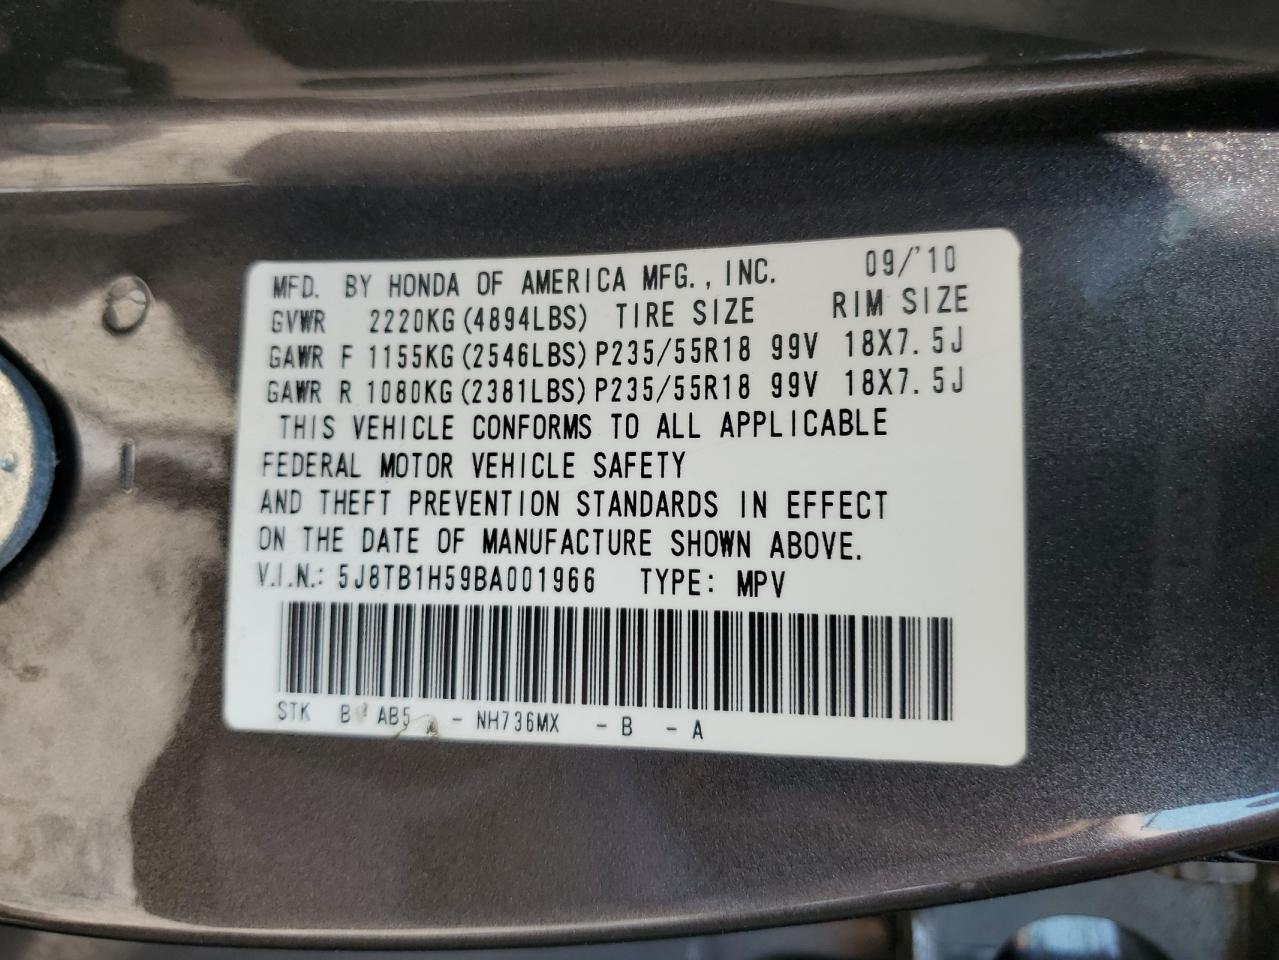 MFD. BY HONDA OF AMERICA MFG., INC. 09/'10
GVWR 2220KG(4894LBS) TIRE SIZE RIM SIZE
GAWR F 1155KG(2546LBS)P235/55R18 99V 18X7.5J
GAWR R 1080KG(2381LBS)P235/55R18 99V 18X7.5J
THIS VEHICLE CONFORMS TO ALL APPLICABLE
FEDERAL MOTOR VEHICLE SAFETY
AND THEFT PREVENTION STANDARDS IN EFFECT
ON THE DATE OF MANUFACTURE SHOWN ABOVE.
V.I.N.: 5J8TB1H59BA001966 TYPE: MPV
STK B AB5 - NH736MX - B - A